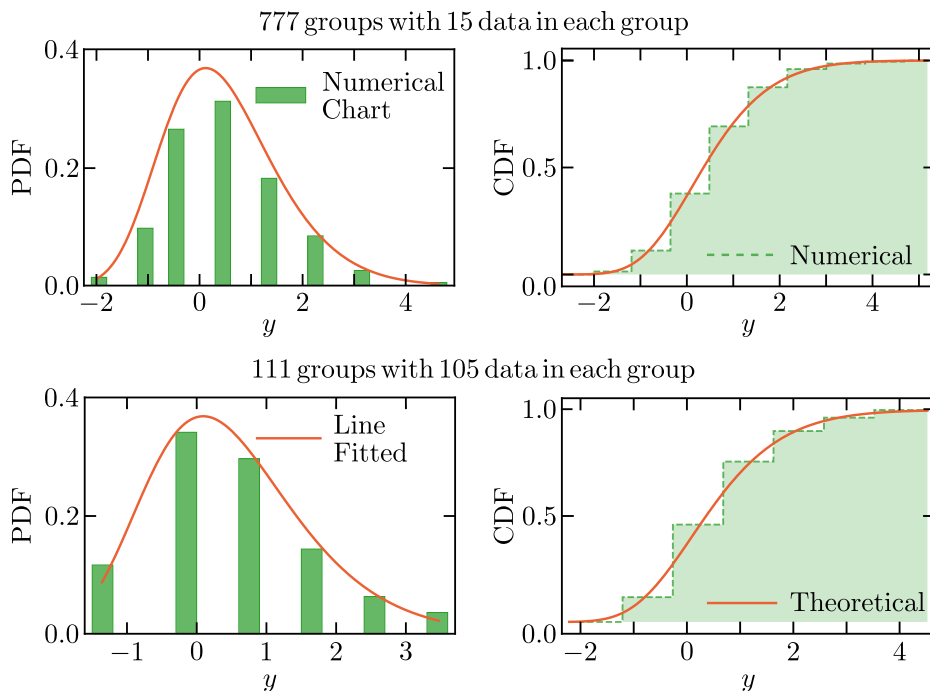 777 groups with 15 data in each group
0.4
0.2
0.0
PDF
Numerical
Chart
−2 0 2 4
y
1.0
0.5
0.0
CDF
Numerical
−2 0 2 4
y
111 groups with 105 data in each group
0.4
0.2
0.0
PDF
Line
Fitted
−1 0 1 2 3
y
1.0
0.5
0.0
CDF
Theoretical
−2 0 2 4
y